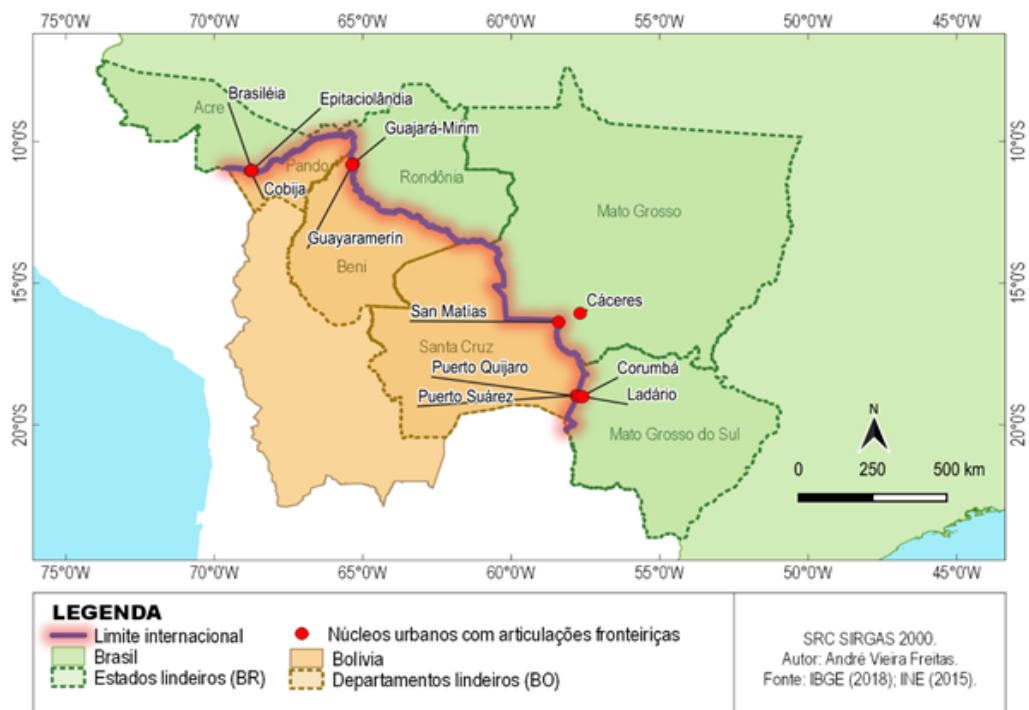 75°0'W 70°0'W 65°0'W 60°0'W 55°0'W 50°0'W 45°0'W
Brasiléia
Epitaciolândia
Acre
Guajará-Mirim
10°0'S
10°0'S
Pando
Rondônia
Cobija
Mato Grosso
Guayaramerín
Beni
15°0'S
15°0'S
Cáceres
San Matías
Santa Cruz
Puerto Quijaro
Corumbá
Puerto Suárez
Ladário
20°0'S
20°0'S
Mato Grosso do Sul
N
0 250 500 km
75°0'W 70°0'W 65°0'W 60°0'W 55°0'W 50°0'W 45°0'W
LEGENDA
Limite internacional
Núcleos urbanos com articulações fronteiriças
Brasil
Bolívia
Estados lindeiros (BR)
Departamentos lindeiros (BO)
SRC SIRGAS 2000.
Autor: André Vieira Freitas.
Fonte: IBGE (2018); INE (2015).